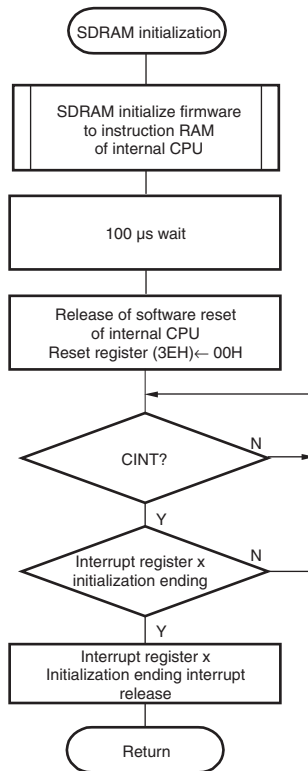 SDRAM initialization
SDRAM initialize firmware
to instruction RAM
of internal CPU
100 µs wait
Release of software reset
of internal CPU
Reset register (3EH)← 00H
CINT?
N
Y
Interrupt register x
initialization ending
N
Y
Interrupt register x
Initialization ending interrupt
release
Return